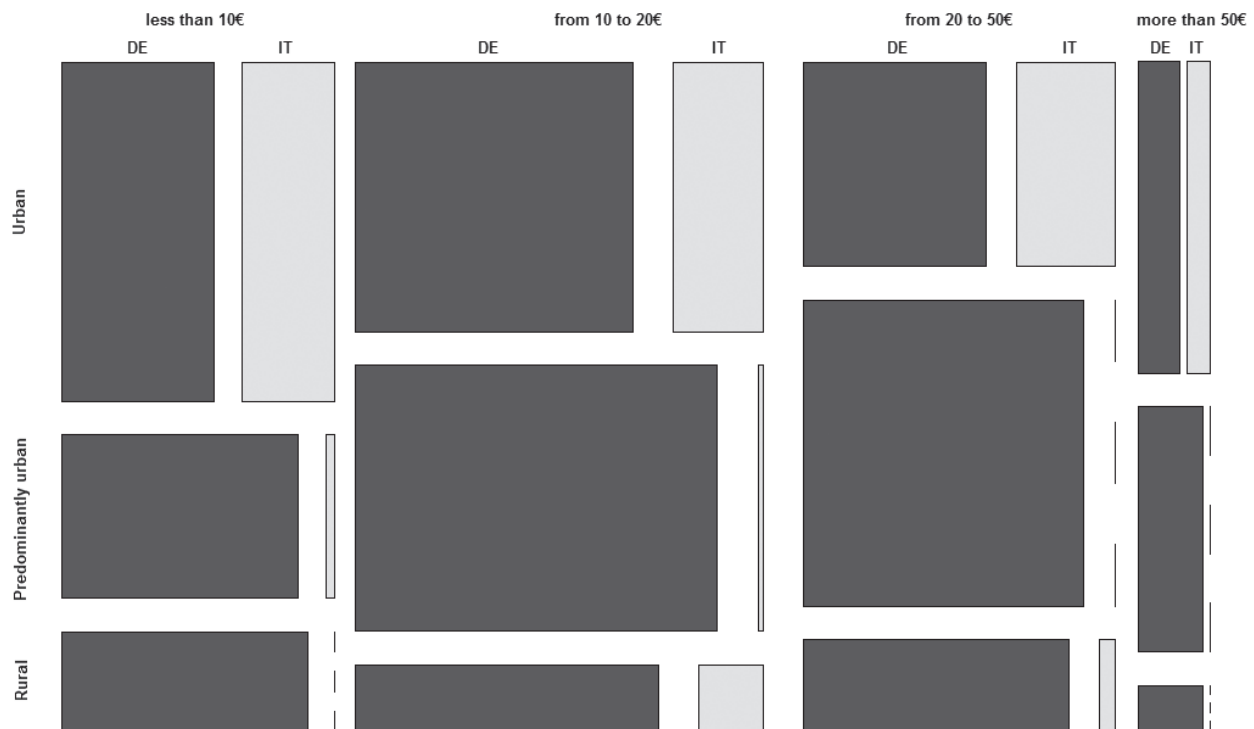 less than 10€ from 10 to 20€ from 20 to 50€ more than 50€
DE IT DE IT DE IT DE IT
Urban
Predominantly urban
Rural